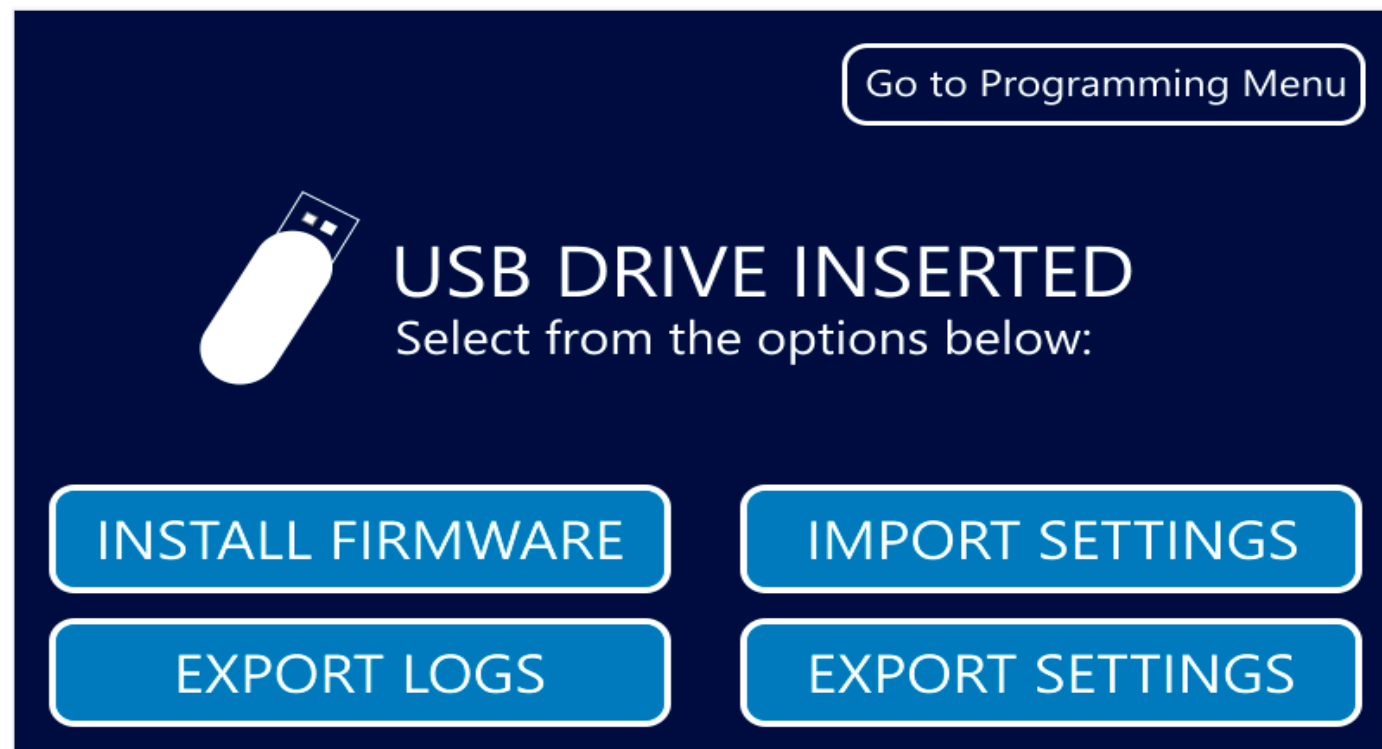 Go to Programming Menu
USB DRIVE INSERTED
Select from the options below:
INSTALL FIRMWARE
IMPORT SETTINGS
EXPORT LOGS
EXPORT SETTINGS